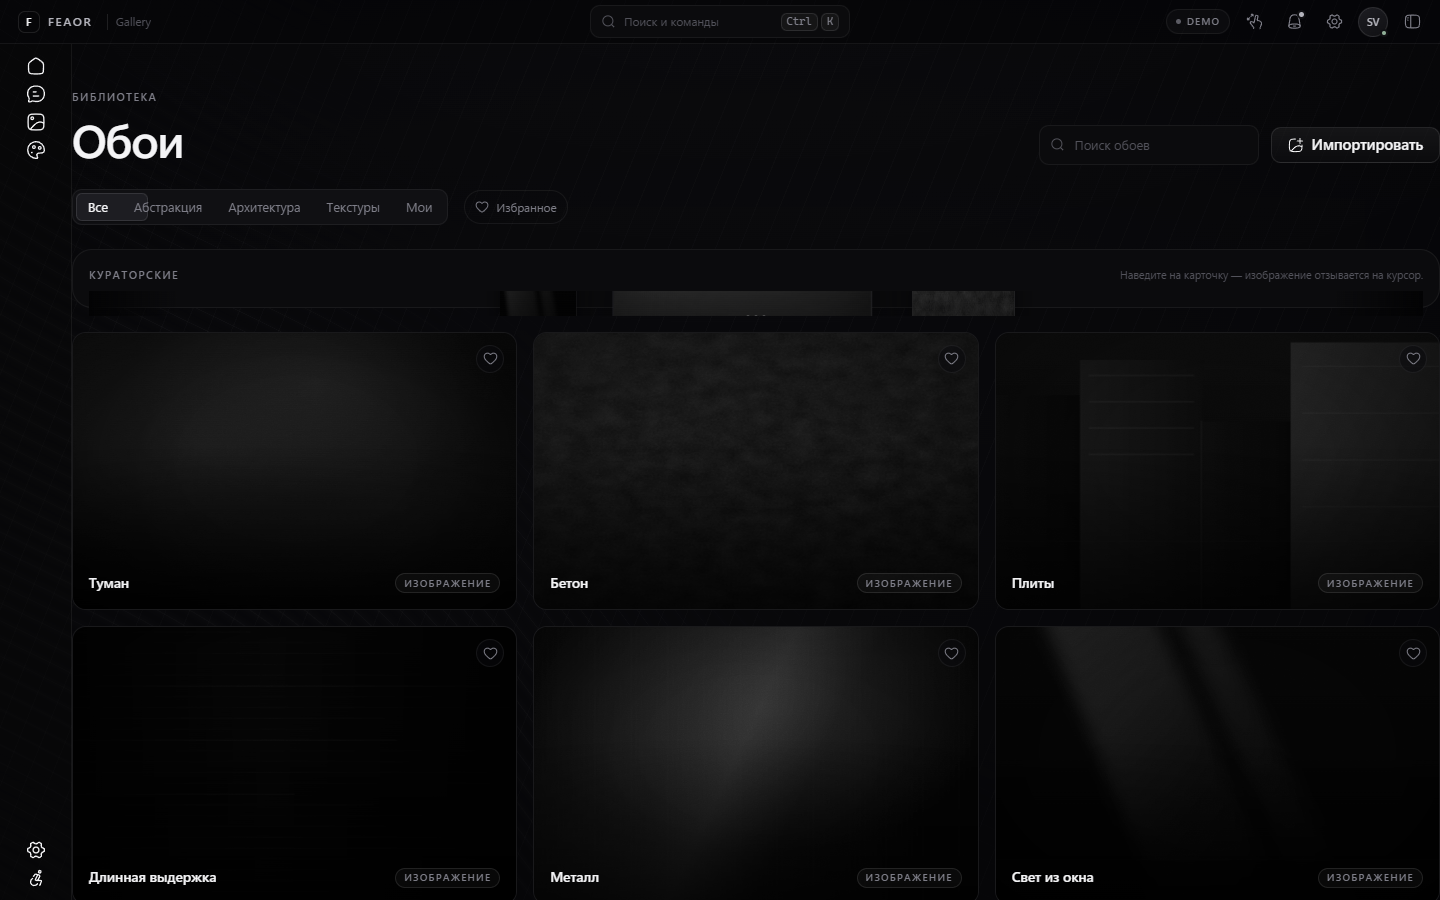 F FEAOR Gallery Поиск и команды Ctrl K DEMO SV
БИБЛИОТЕКА
Обои Поиск обоев Импортировать
Все Абстракция Архитектура Текстуры Мои Избранное
КУРАТОРСКИЕ Наведите на карточку — изображение отзывается на курсор.
Туман ИЗОБРАЖЕНИЕ Бетон ИЗОБРАЖЕНИЕ Плиты ИЗОБРАЖЕНИЕ
Длинная выдержка ИЗОБРАЖЕНИЕ Металл ИЗОБРАЖЕНИЕ Свет из окна ИЗОБРАЖЕНИЕ